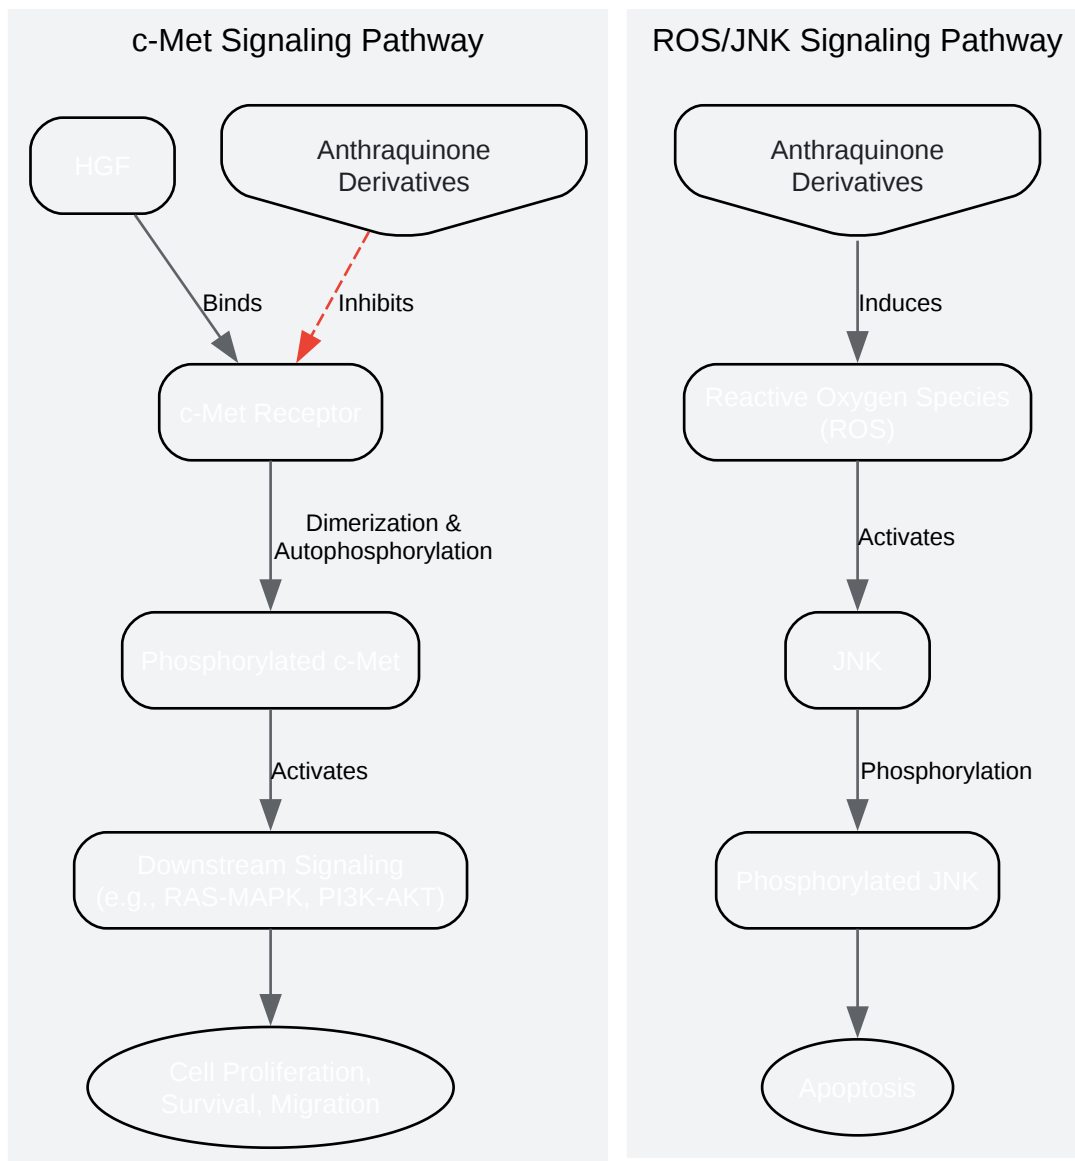 c-Met Signaling Pathway
HGF
Anthraquinone
Derivatives
Binds
Inhibits
c-Met Receptor
Dimerization &
Autophosphorylation
Phosphorylated c-Met
Activates
Downstream Signaling
(e.g., RAS-MAPK, PI3K-AKT)
Cell Proliferation,
Survival, Migration
ROS/JNK Signaling Pathway
Anthraquinone
Derivatives
Induces
Reactive Oxygen Species
(ROS)
Activates
JNK
Phosphorylation
Phosphorylated JNK
Apoptosis